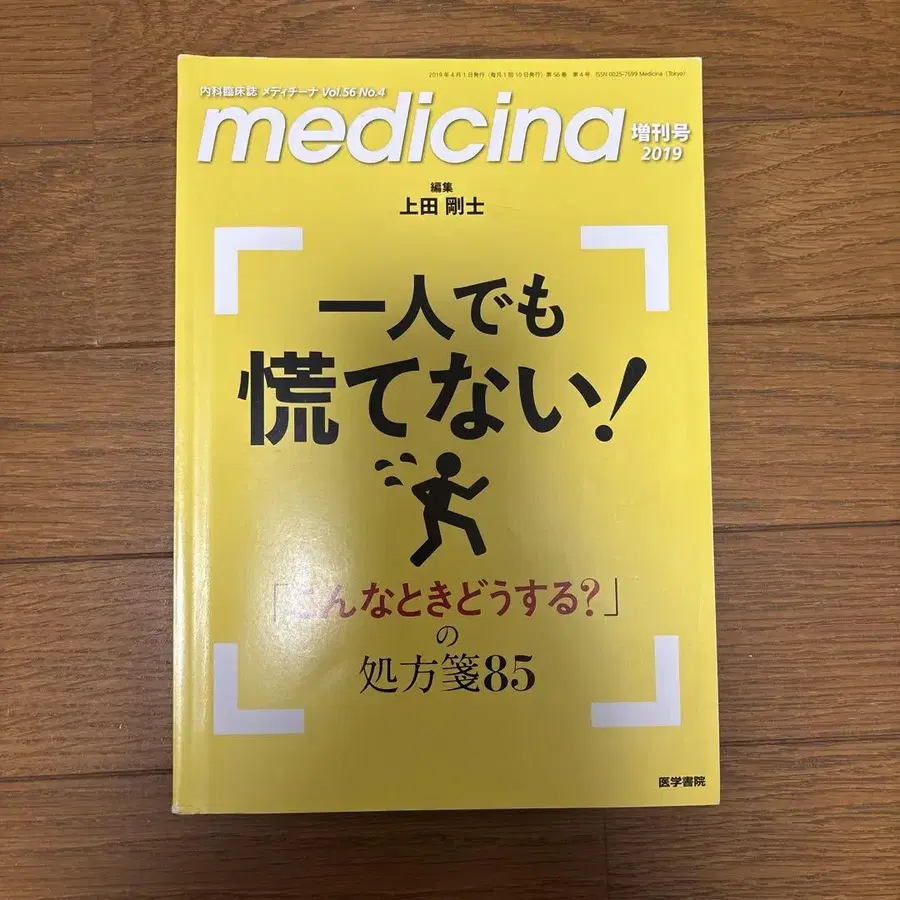 2019年4月1日発行（毎月1回10日発行）第56巻 第4号 ISSN 0025-7699 Medicina（Tokyo）
内科臨床誌 メディチーナ Vol.56 No.4
medicina 増刊号
2019
編集
上田 剛士
一人でも
慌てない!
「こんなときどうする?」
の
処方箋85
医学書院